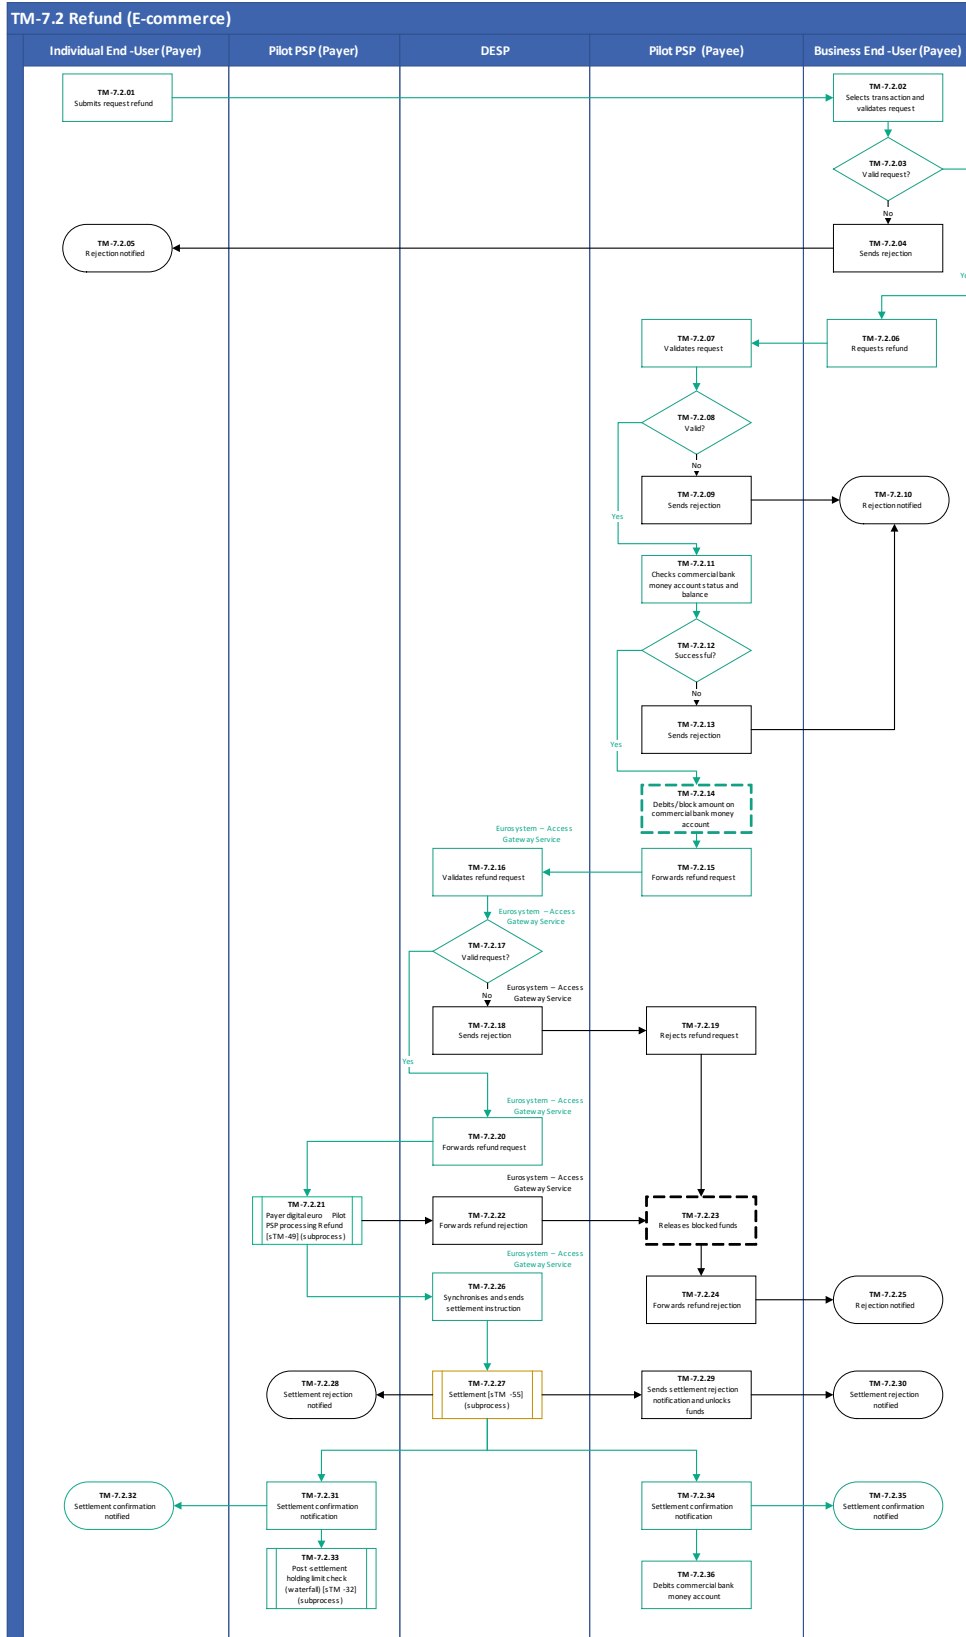 TM-7.2 Refund (E-commerce)
Individual End -User (Payer)
Pilot PSP (Payer)
DESP
Pilot PSP (Payee)
Business End -User (Payee)
TM-7.2.01
Submits request refund
TM-7.2.02
Selects transaction and
validates request
TM-7.2.03
Valid request?
No
TM-7.2.05
Rejection notified
TM-7.2.04
Sends rejection
TM-7.2.07
Validates request
TM-7.2.06
Requests refund
TM-7.2.08
Valid?
No
TM-7.2.09
Sends rejection
TM-7.2.10
Rejection notified
Yes
TM-7.2.11
Checks commercial bank
money account status and
balance
TM-7.2.12
Successful?
No
TM-7.2.13
Sends rejection
Yes
TM-7.2.14
Debits/block amount on
commercial bank money
account
Eurosystem – Access
Gateway Service
TM-7.2.16
Validates refund request
TM-7.2.15
Forwards refund request
Eurosystem – Access
Gateway Service
TM-7.2.17
Valid request?
No
Eurosystem – Access
Gateway Service
TM-7.2.18
Sends rejection
TM-7.2.19
Rejects refund request
Yes
Eurosystem – Access
Gateway Service
TM-7.2.20
Forwards refund request
Eurosystem – Access
Gateway Service
TM-7.2.21
Payer digital euro Pilot
PSP processing Refund
[sTM -49] (subprocess)
TM-7.2.22
Forwards refund rejection
TM-7.2.23
Releases blocked funds
Eurosystem – Access
Gateway Service
TM-7.2.26
Synchronises and sends
settlement instruction
TM-7.2.24
Forwards refund rejection
TM-7.2.25
Rejection notified
TM-7.2.28
Settlement rejection
notified
TM-7.2.27
Settlement [sTM -55]
(subprocess)
TM-7.2.29
Sends settlement rejection
notification and unlocks
funds
TM-7.2.30
Settlement rejection
notified
TM-7.2.32
Settlement confirmation
notified
TM-7.2.31
Settlement confirmation
notification
TM-7.2.34
Settlement confirmation
notification
TM-7.2.35
Settlement confirmation
notified
TM-7.2.33
Post-settlement
holding limit check
(waterfall) [sTM -32]
(subprocess)
TM-7.2.36
Debits commercial bank
money account